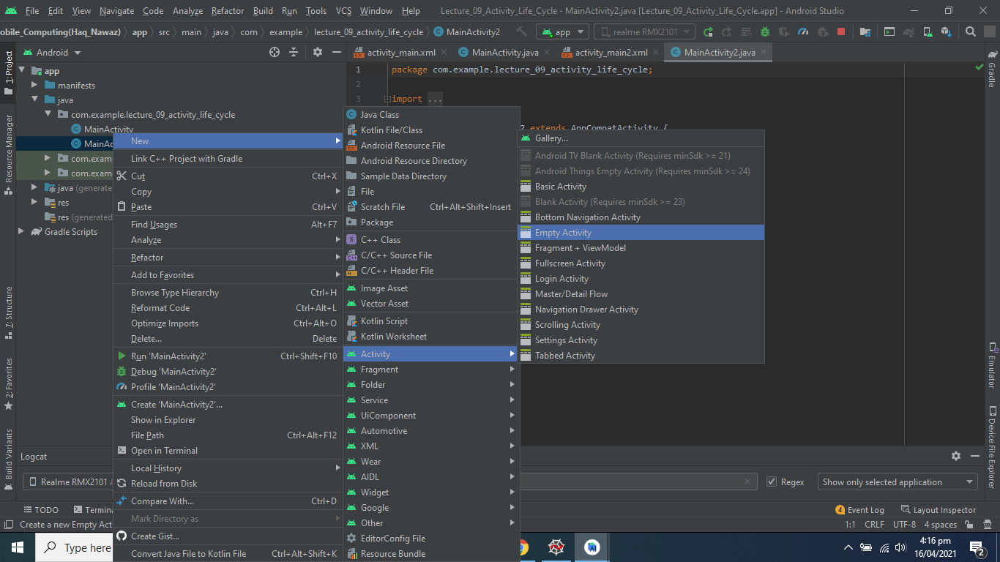 File Edit View Navigate Code Analyze Refactor Build Run Tools VCS Window Help Lecture_09_Activity_Life_Cycle - MainActivity2.java [Lecture_09_Activity_Life_Cycle.app] - Android Studio
obile_Computing(Haq_Nawaz) app src main java com example lecture_09_activity_life_cycle MainActivity2 app realme RMX2101
Android activity_main.xml MainActivity.java activity_main2.xml MainActivity2.java
1: Project
Resource Manager
Z: Structure
2: Favorites
Build Variants
app
manifests
java
com.example.lecture_09_activity_life_cycle
MainActivity
MainAc
com.exam
com.exam
java (generate
res
res (generated
Gradle Scripts
1 package com.example.lecture_09_activity_life_cycle;
2
3 import ...
2 extends AppCompatActivity {
New
Link C++ Project with Gradle
Cut Ctrl+X
Copy
Paste Ctrl+V
Find Usages Alt+F7
Analyze
Refactor
Add to Favorites
Browse Type Hierarchy Ctrl+H
Reformat Code Ctrl+Alt+L
Optimize Imports Ctrl+Alt+O
Delete... Delete
Run 'MainActivity2' Ctrl+Shift+F10
Debug 'MainActivity2'
Profile 'MainActivity2'
Create 'MainActivity2'...
Show in Explorer
File Path Ctrl+Alt+F12
Open in Terminal
Local History
Reload from Disk
Compare With... Ctrl+D
Mark Directory as
Create Gist...
Convert Java File to Kotlin File Ctrl+Alt+Shift+K
Java Class
Kotlin File/Class
Android Resource File
Android Resource Directory
Sample Data Directory
File
Scratch File Ctrl+Alt+Shift+Insert
Package
C++ Class
C/C++ Source File
C/C++ Header File
Image Asset
Vector Asset
Kotlin Script
Kotlin Worksheet
Activity
Fragment
Folder
Service
UiComponent
Automotive
XML
Wear
AIDL
Widget
Google
Other
EditorConfig File
Resource Bundle
Gallery...
Android TV Blank Activity (Requires minSdk >= 21)
Android Things Empty Activity (Requires minSdk >= 24)
Basic Activity
Blank Activity (Requires minSdk >= 23)
Bottom Navigation Activity
Empty Activity
Fragment + ViewModel
Fullscreen Activity
Login Activity
Master/Detail Flow
Navigation Drawer Activity
Scrolling Activity
Settings Activity
Tabbed Activity
Gradle
Emulator
Device File Explorer
Logcat
Realme RMX2101 A Regex Show only selected application
TODO Termina 4 Event Log Layout Inspector
Create a new Empty Act 1:1 CRLF UTF-8 4 spaces
Type here 4:16 pm
16/04/2021 2